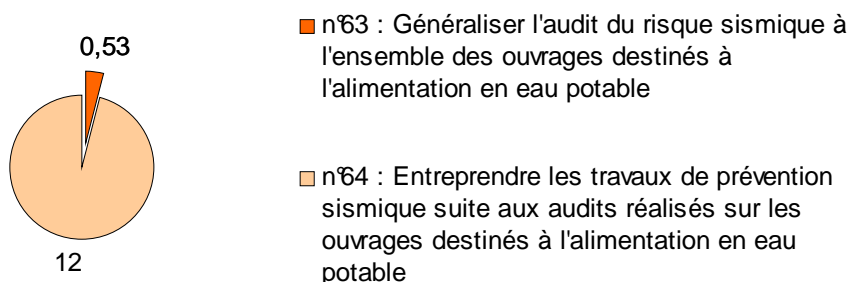 0,53
12
n°63 : Généraliser l'audit du risque sismique à
l'ensemble des ouvrages destinés à
l'alimentation en eau potable
n°64 : Entreprendre les travaux de prévention
sismique suite aux audits réalisés sur les
ouvrages destinés à l'alimentation en eau
potable